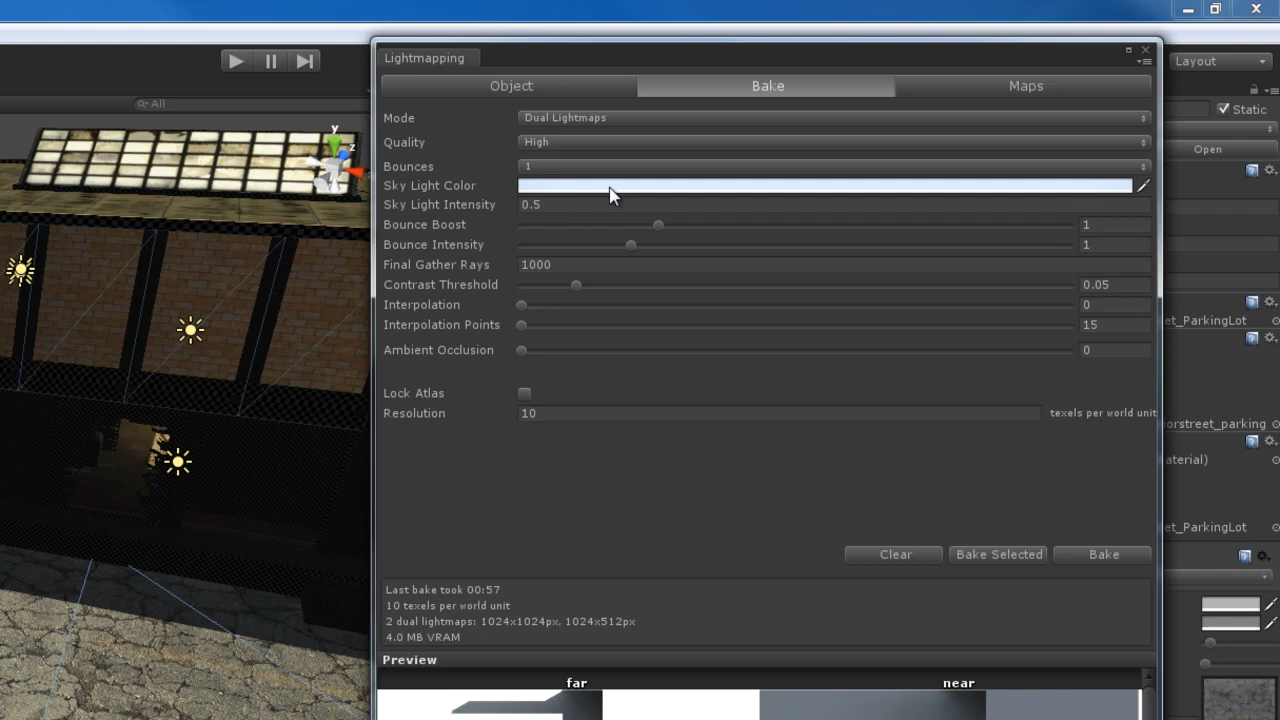 Lightmapping
Layout
All
Object Bake Maps
Static
Mode Dual Lightmaps
Quality High
Open
Bounces 1
Sky Light Color
Sky Light Intensity 0.5
Bounce Boost 1
Bounce Intensity 1
Final Gather Rays 1000
Contrast Threshold 0.05
Interpolation 0
et_ParkingLot
Interpolation Points 15
Ambient Occlusion 0
Lock Atlas
Resolution 10 texels per world unit
orstreet_parking
aterial)
et_ParkingLot
Clear Bake Selected Bake
Last bake took 00:57
10 texels per world unit
2 dual lightmaps: 1024x1024px, 1024x512px
4.0 MB VRAM
Preview
far near
y
z